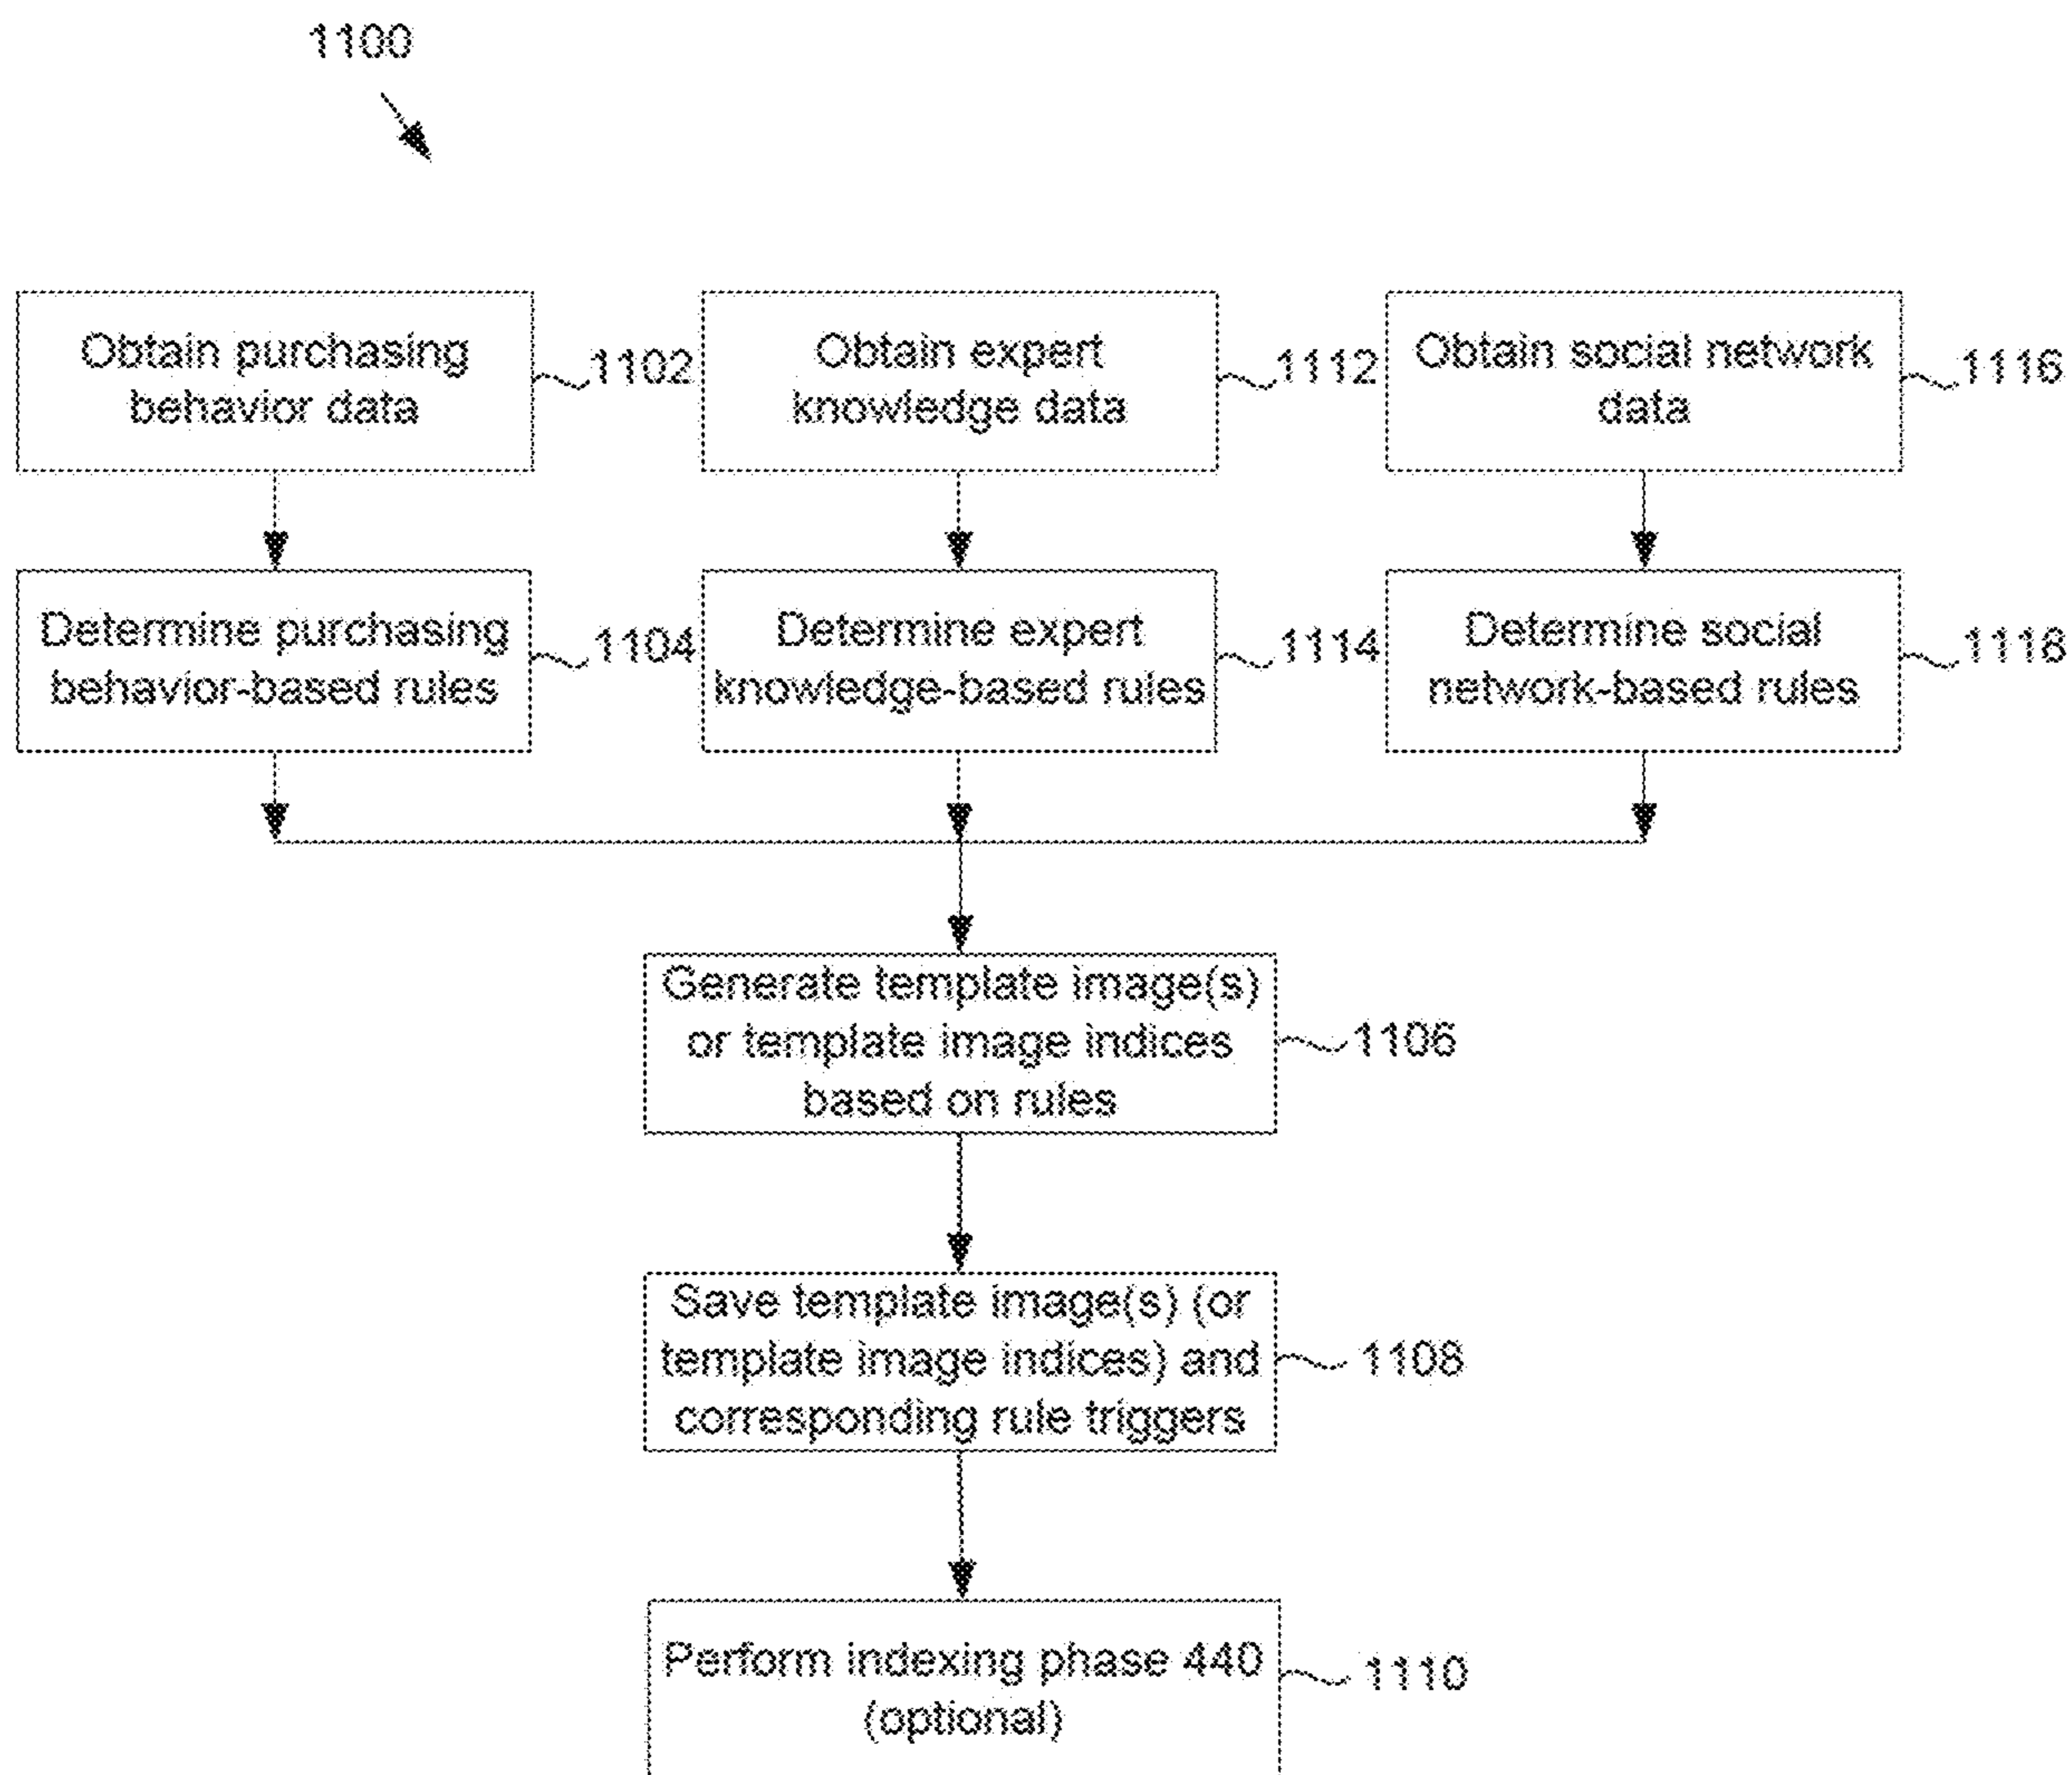 1100
Obtain purchasing
behavior data
1102
Obtain expert
knowledge data
1112
Obtain social network
data
1116
Determine purchasing
behavior-based rules
1104
Determine expert
knowledge-based rules
1114
Determine social
network-based rules
1118
Generate template image(s)
or template image indices
based on rules
1106
Save template image(s) (or
template image indices) and
corresponding rule triggers
1108
Perform indexing phase 440
(optional)
1110